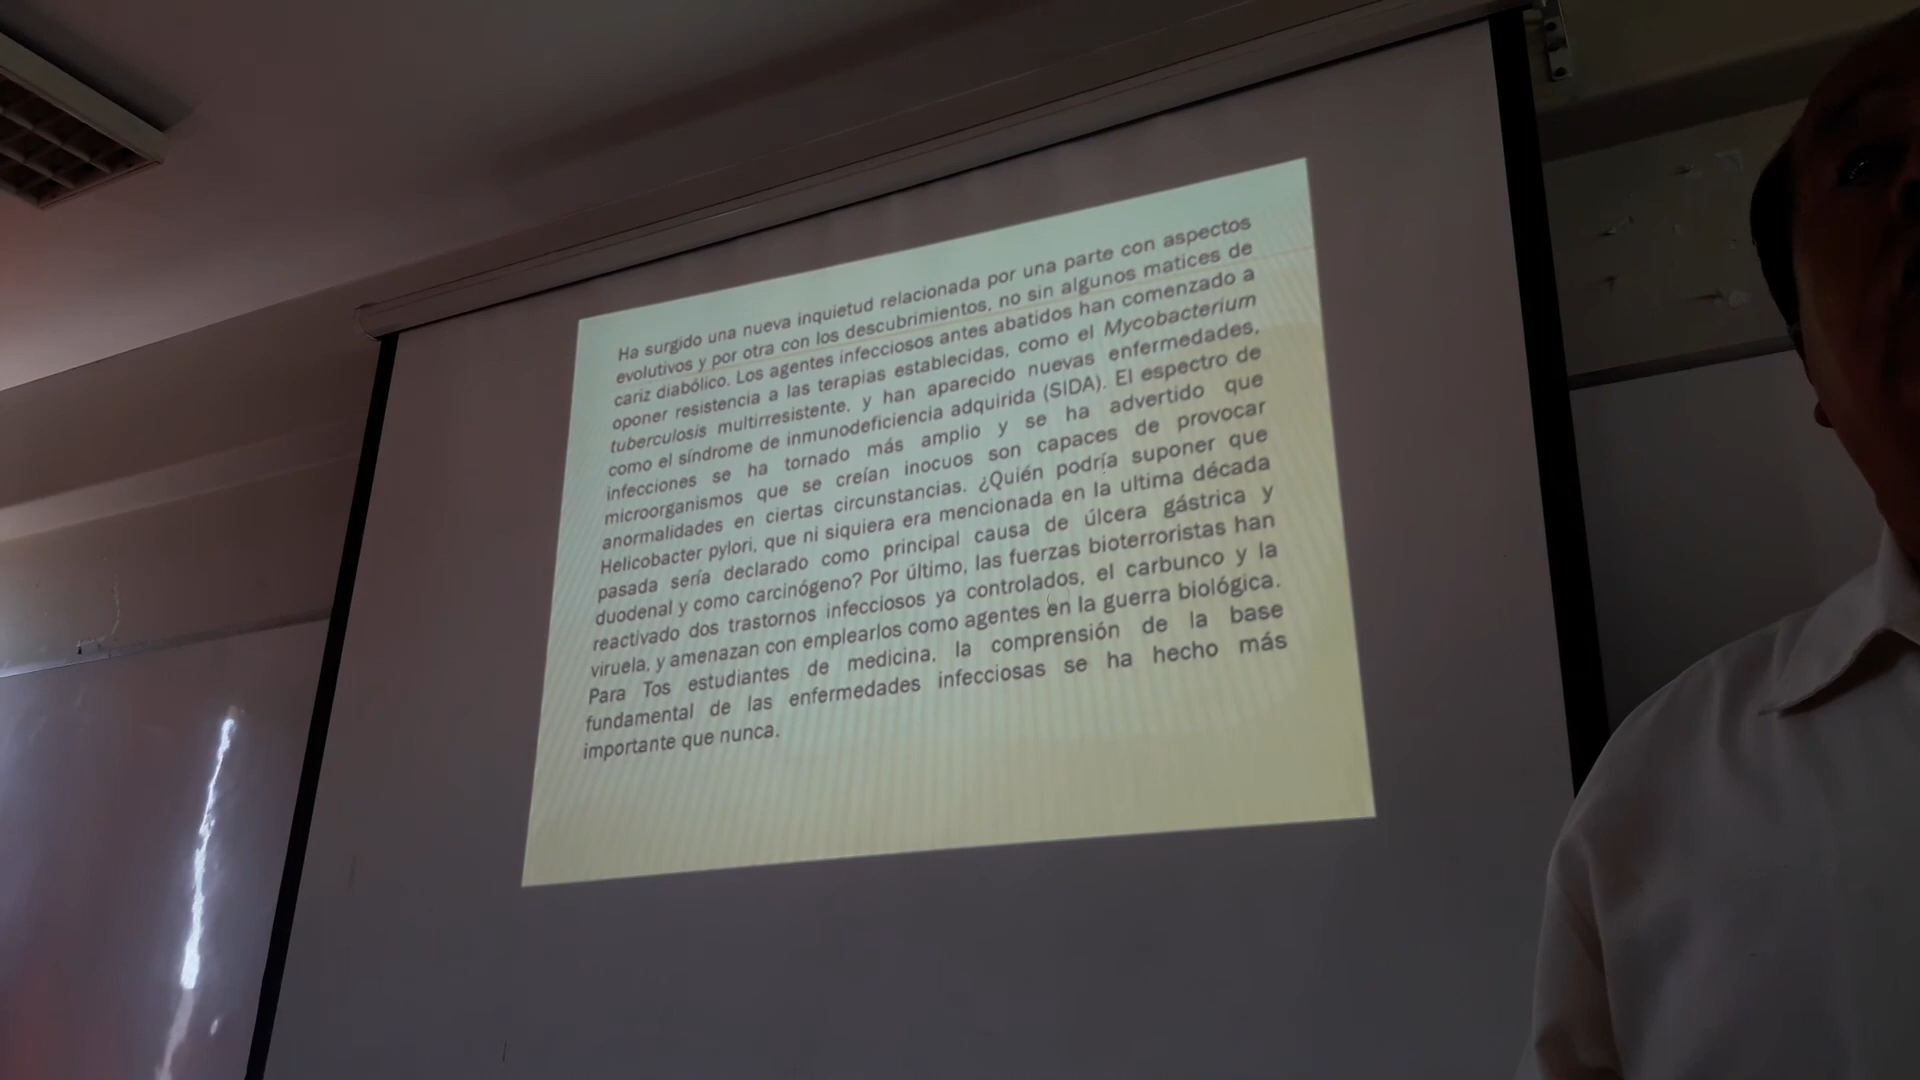 Ha surgido una nueva inquietud relacionada por una parte con aspectos
evolutivos y por otra con los descubrimientos, no sin algunos matices de
cariz diabólico. Los agentes infecciosos antes abatidos han comenzado a
oponer resistencia a las terapias establecidas, como el Mycobacterium
tuberculosis multirresistente, y han aparecido nuevas enfermedades,
como el síndrome de inmunodeficiencia adquirida (SIDA). El espectro de
infecciones se ha tornado más amplio y se ha advertido que
microorganismos que se creían inocuos son capaces de provocar
anormalidades en ciertas circunstancias. ¿Quién podría suponer que
Helicobacter pylori, que ni siquiera era mencionada en la ultima década
pasada sería declarado como principal causa de úlcera gástrica y
duodenal y como carcinógeno? Por último, las fuerzas bioterroristas han
reactivado dos trastornos infecciosos ya controlados, el carbunco y la
viruela, y amenazan con emplearlos como agentes en la guerra biológica.
Para Tos estudiantes de medicina, la comprensión de la base
fundamental de las enfermedades infecciosas se ha hecho más
importante que nunca.